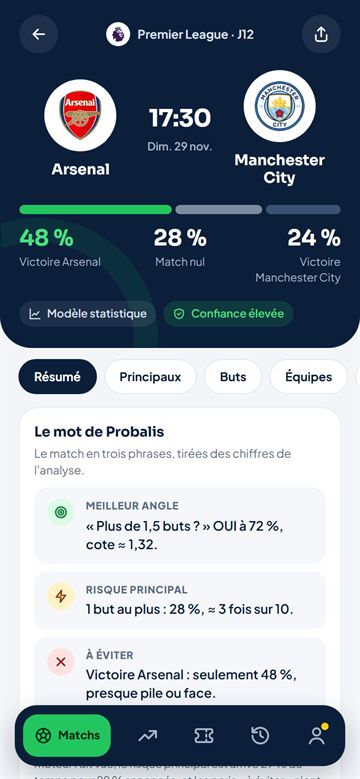 Premier League · J12
Arsenal
MANCHESTER
CITY
17:30
Dim. 29 nov.
Arsenal
Manchester
City
48 %
28 %
24 %
Victoire Arsenal
Match nul
Victoire
Manchester City
Modèle statistique
Confiance élevée
Résumé
Principaux
Buts
Équipes
Le mot de Probalis
Le match en trois phrases, tirées des chiffres de
l'analyse.
MEILLEUR ANGLE
« Plus de 1,5 buts ? » OUI à 72 %,
cote ≈ 1,32.
RISQUE PRINCIPAL
1 but au plus : 28 %, ≈ 3 fois sur 10.
À ÉVITER
Victoire Arsenal : seulement 48 %,
presque pile ou face.
Matchs